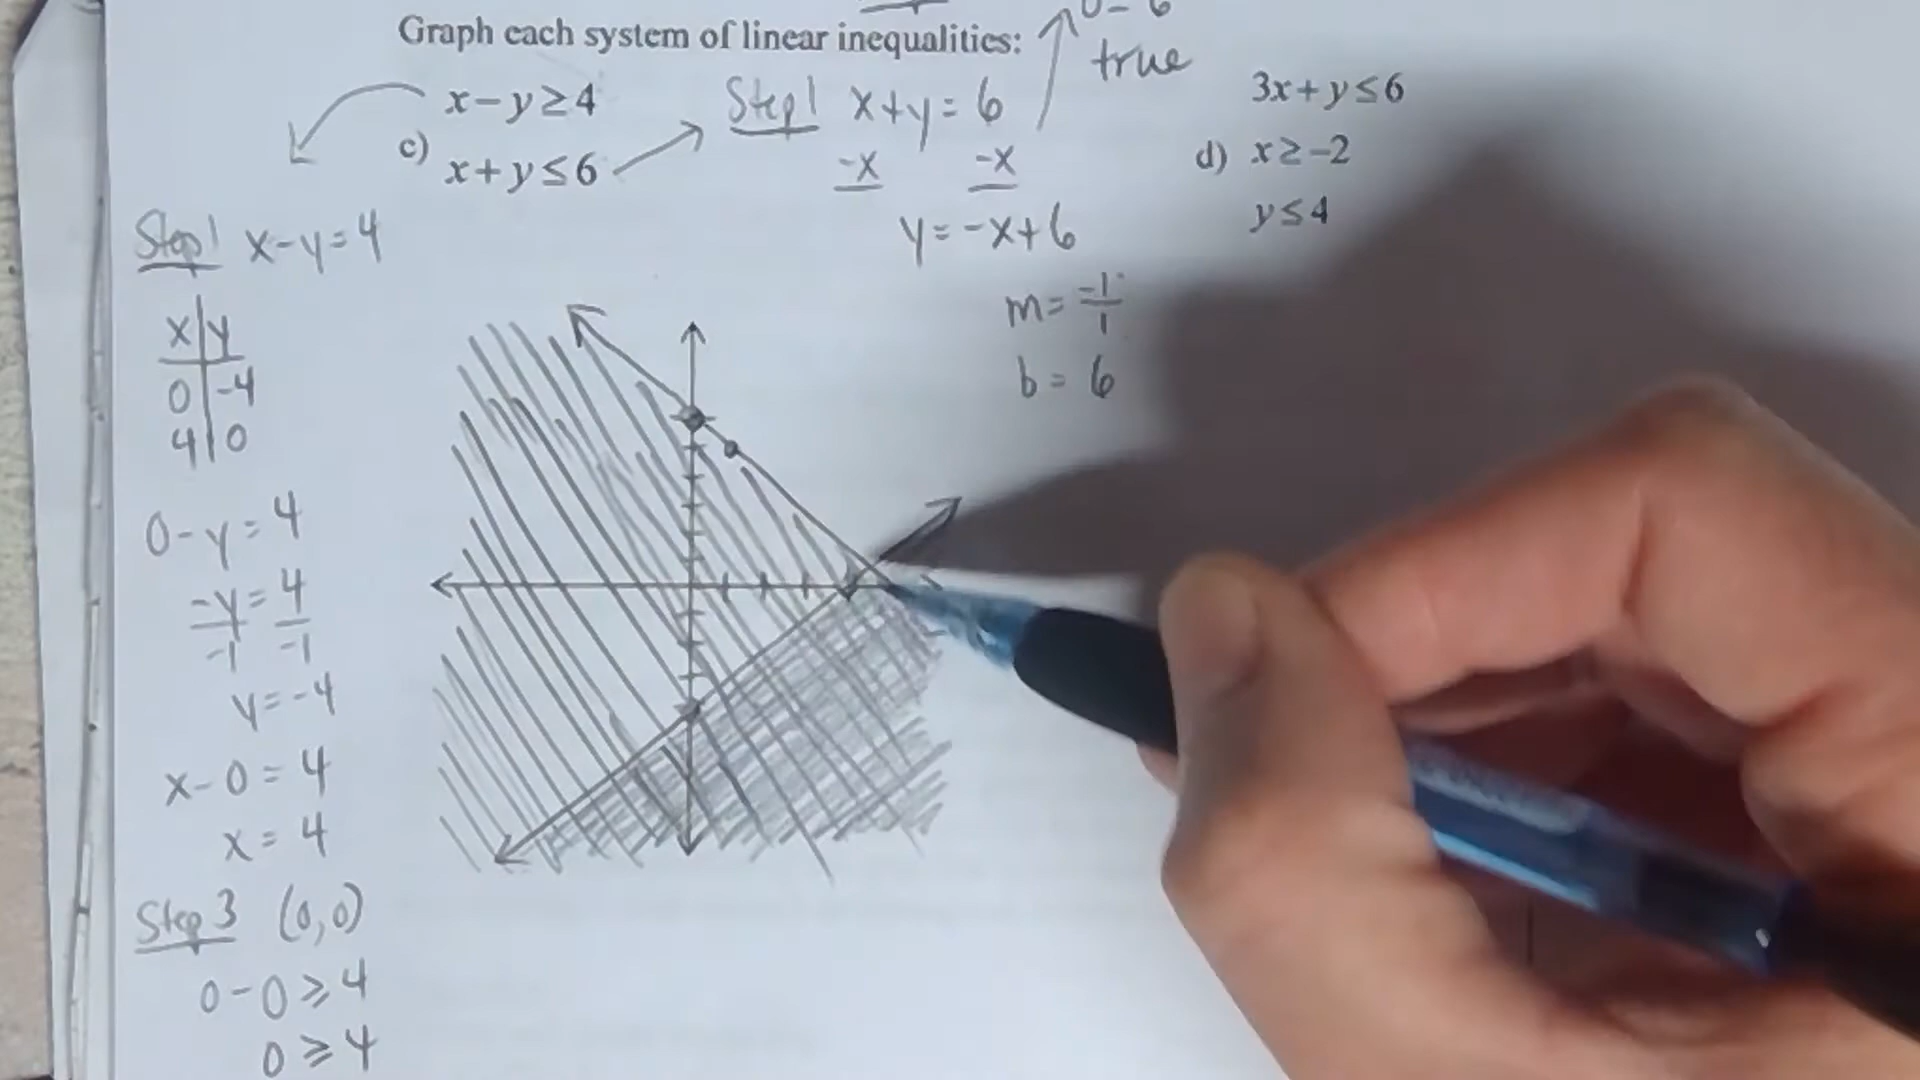 0 - 6
Graph each system of linear inequalities:
true
x - y ≥ 4
c) x + y ≤ 6
Step 1 x + y = 6
-x -x
y = -x + 6
m = -1/1
b = 6
3x + y ≤ 6
d) x ≥ -2
y ≤ 4
Step 1 x - y = 4
x | y
0 | -4
4 | 0
0 - y = 4
-y = 4
-1 -1
y = -4
x - 0 = 4
x = 4
Step 3 (0,0)
0 - 0 ⩾ 4
0 ⩾ 4